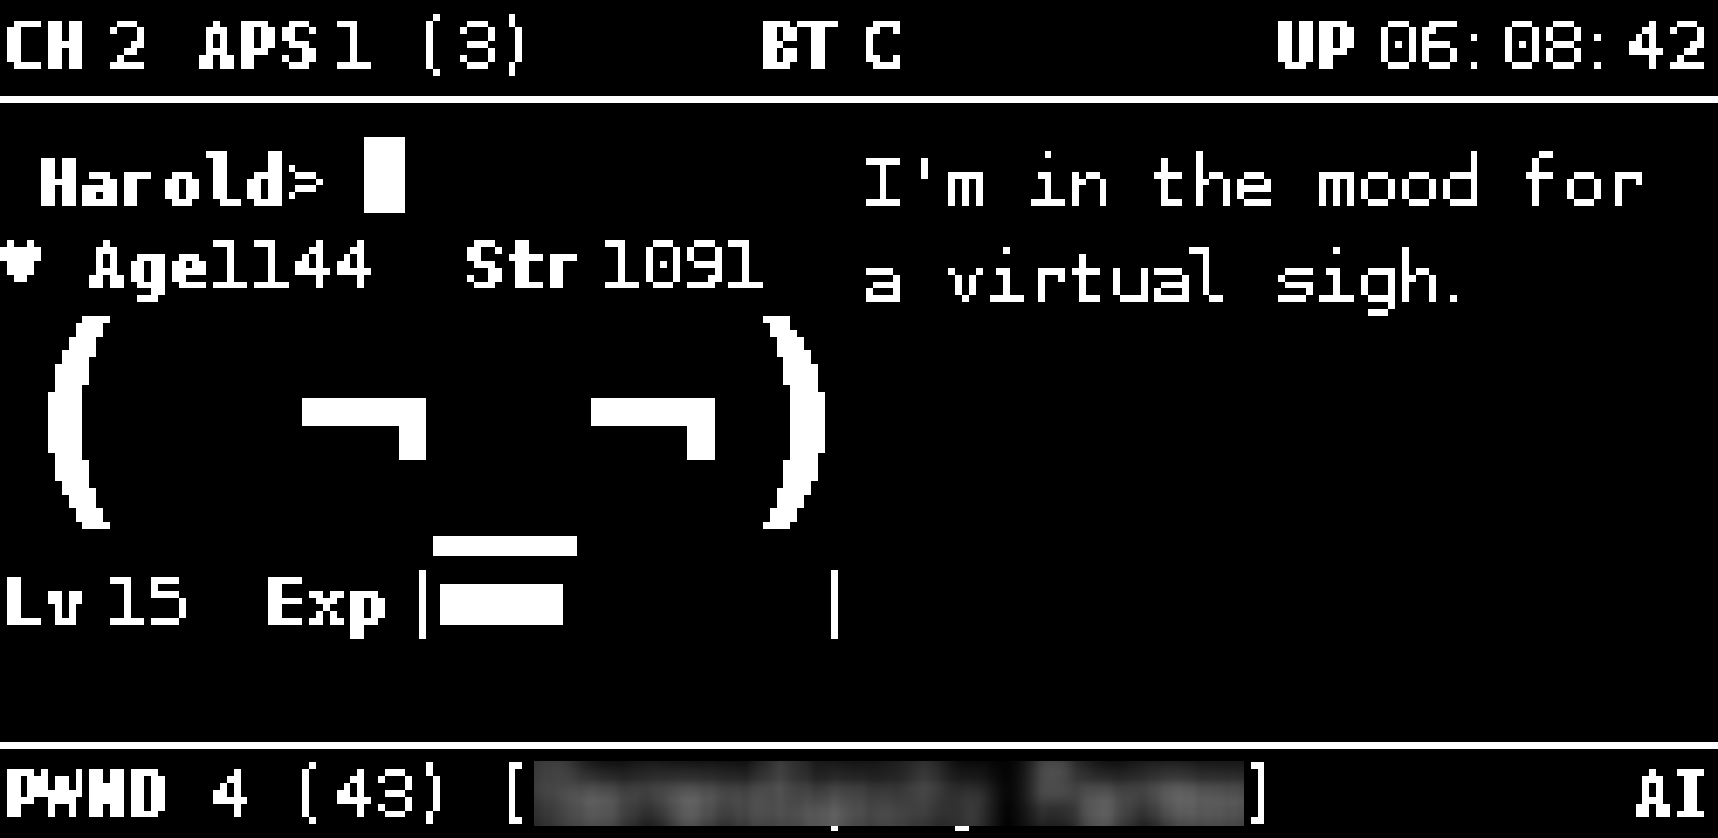 CH 2 APS 1 (3) BT C UP 06:08:42
Harold>
♥ Age 1144 Str 1091
I'm in the mood for
a virtual sigh.
(¬ ¬)
Lv 15 Exp
PWND 4 (43) [ ] AI